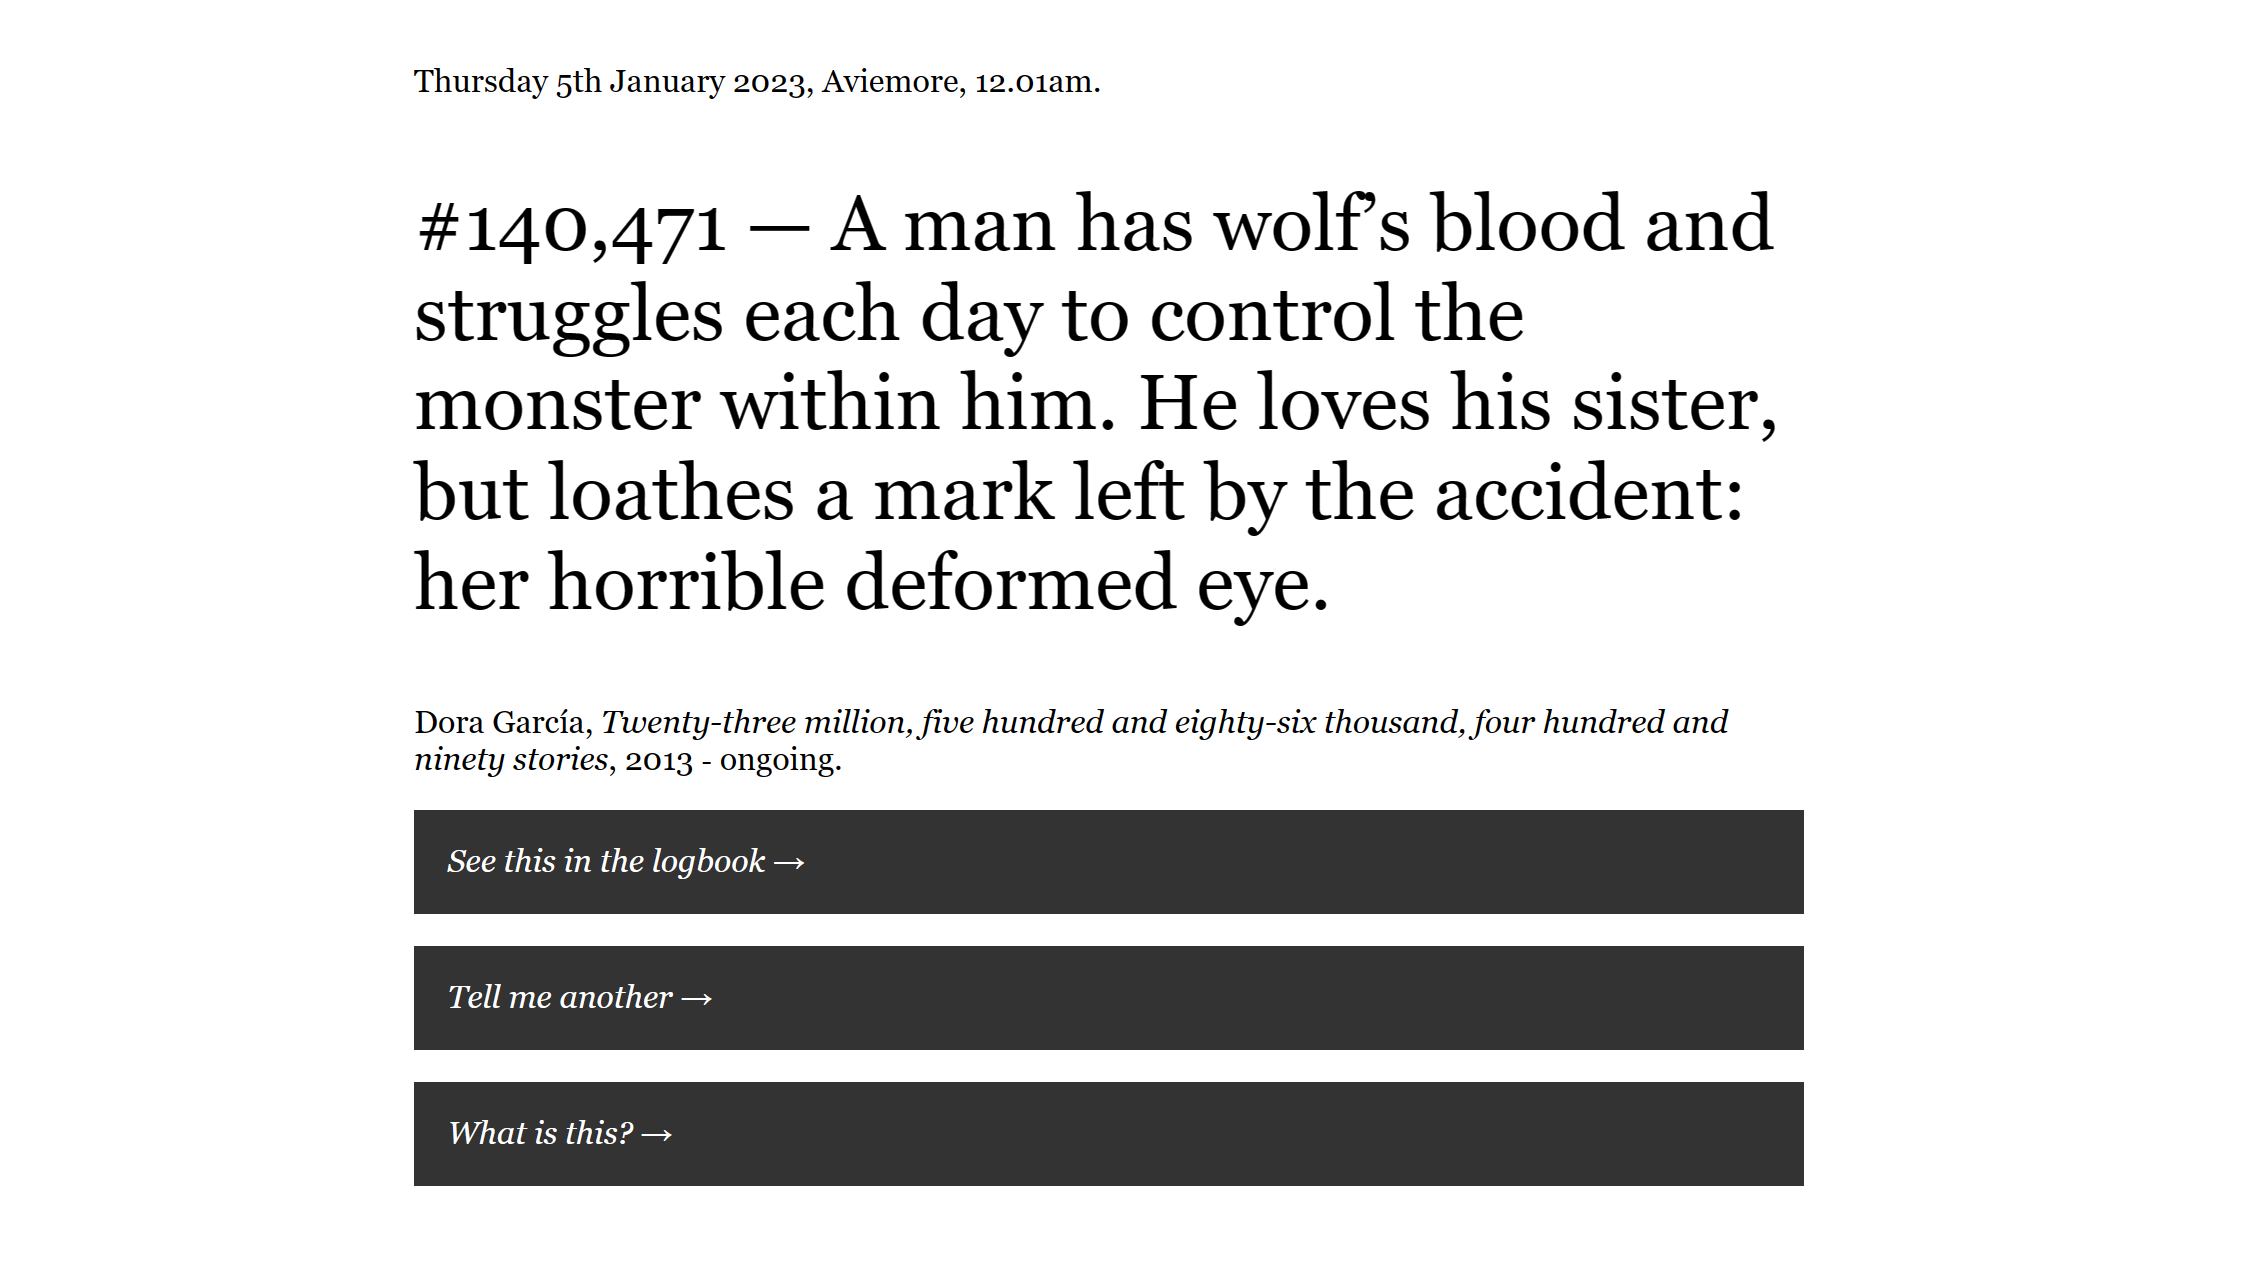 Thursday 5th January 2023, Aviemore, 12.01am.
#140,471 — A man has wolf’s blood and
struggles each day to control the
monster within him. He loves his sister,
but loathes a mark left by the accident:
her horrible deformed eye.
Dora García, Twenty-three million, five hundred and eighty-six thousand, four hundred and
ninety stories, 2013 - ongoing.
See this in the logbook →
Tell me another →
What is this? →